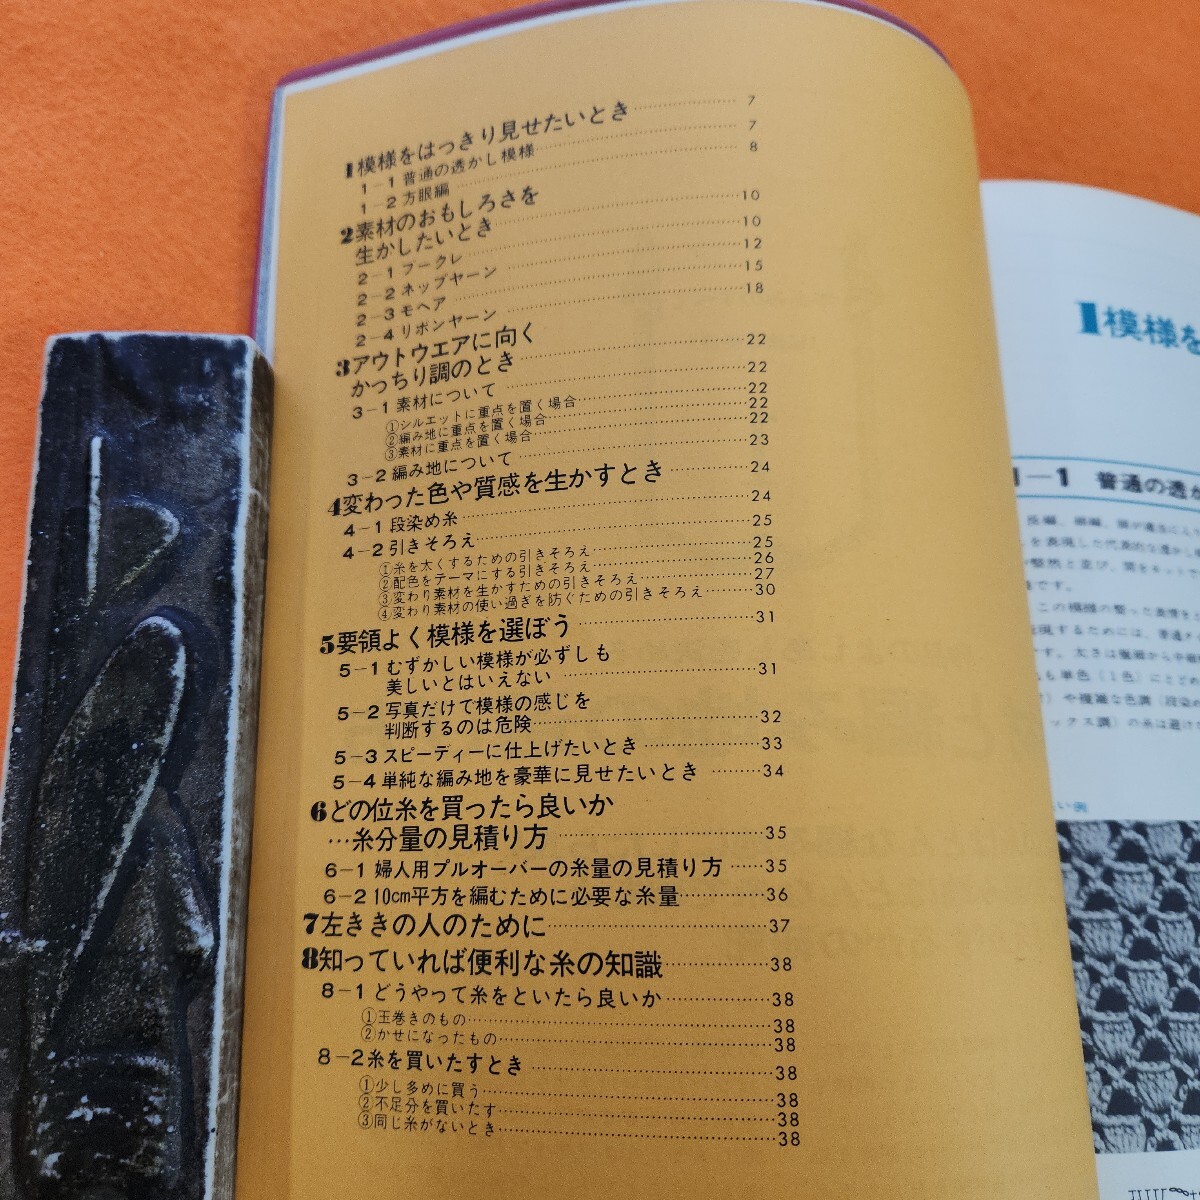 1模様をはっきり見せたいとき 7
1-1 普通の透かし模様 7
1-2 方眼編 8
2素材のおもしろさを
生かしたいとき 10
2-1 ブークレ 10
2-2 ネップヤーン 12
2-3 モヘア 15
2-4 リボンヤーン 18
3アウトウエアに向く
かっちり調のとき 22
3-1 素材について 22
①シルエットに重点を置く場合 22
②編み地に重点を置く場合 22
③素材に重点を置く場合 22
3-2 編み地について 23
4変わった色や質感を生かすとき 24
4-1 段染め糸 24
4-2 引きそろえ 25
①糸を太くするための引きそろえ 25
②配色をテーマにする引きそろえ 26
③変わり素材を生かすための引きそろえ 27
④変わり素材の使い過ぎを防ぐための引きそろえ 30
5要領よく模様を選ぼう 31
5-1 むずかしい模様が必ずしも
美しいとはいえない 31
5-2 写真だけで模様の感じを
判断するのは危険 32
5-3 スピーディーに仕上げたいとき 33
5-4 単純な編み地を豪華に見せたいとき 34
6どの位糸を買ったら良いか
…糸分量の見積り方 35
6-1 婦人用プルオーバーの糸量の見積り方 35
6-2 10cm平方を編むために必要な糸量 36
7左ききの人のために 37
8知っていれば便利な糸の知識 38
8-1 どうやって糸をといたら良いか 38
①玉巻きのもの 38
②かせになったもの 38
8-2 糸を買いたすとき 38
①少し多めに買う 38
②不足分を買いたす 38
③同じ糸がないとき 38
1模様を
1-1 普通の透か